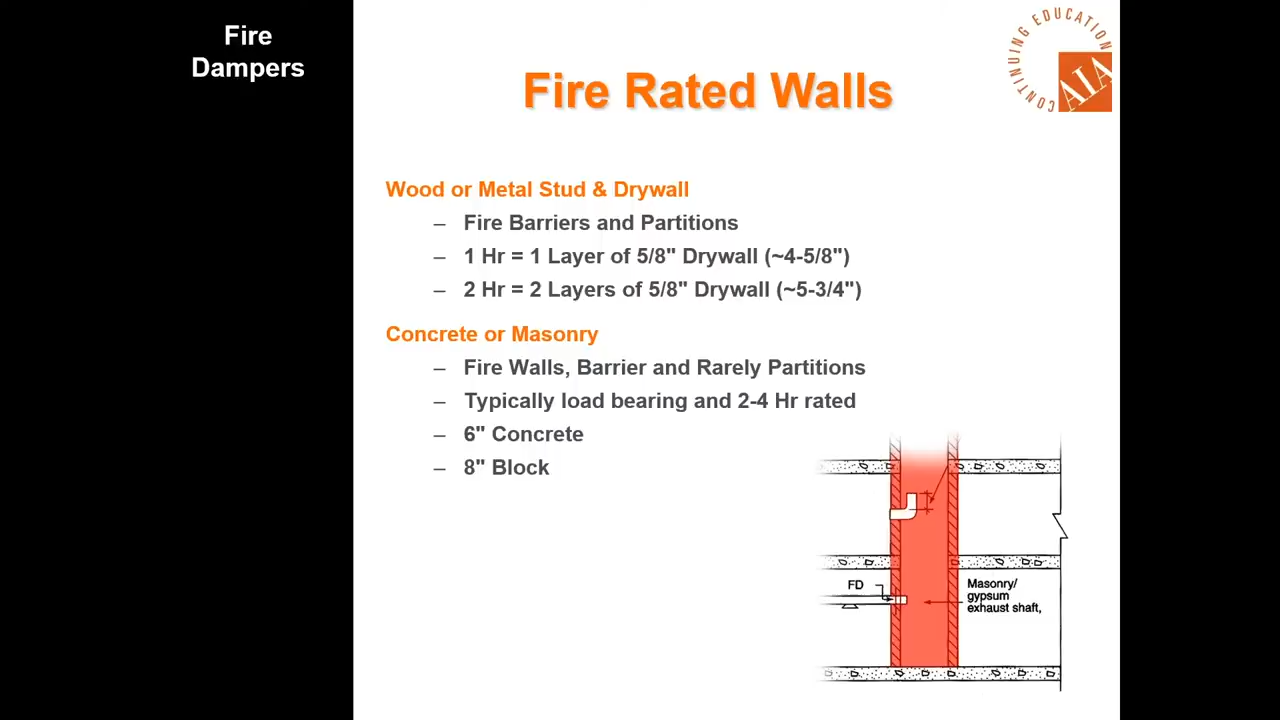 Fire
Dampers
CONTINUING EDUCATION
AIA
Fire Rated Walls
Wood or Metal Stud & Drywall
– Fire Barriers and Partitions
– 1 Hr = 1 Layer of 5/8" Drywall (~4-5/8")
– 2 Hr = 2 Layers of 5/8" Drywall (~5-3/4")
Concrete or Masonry
– Fire Walls, Barrier and Rarely Partitions
– Typically load bearing and 2-4 Hr rated
– 6" Concrete
– 8" Block
FD
Masonry/
gypsum
exhaust shaft,